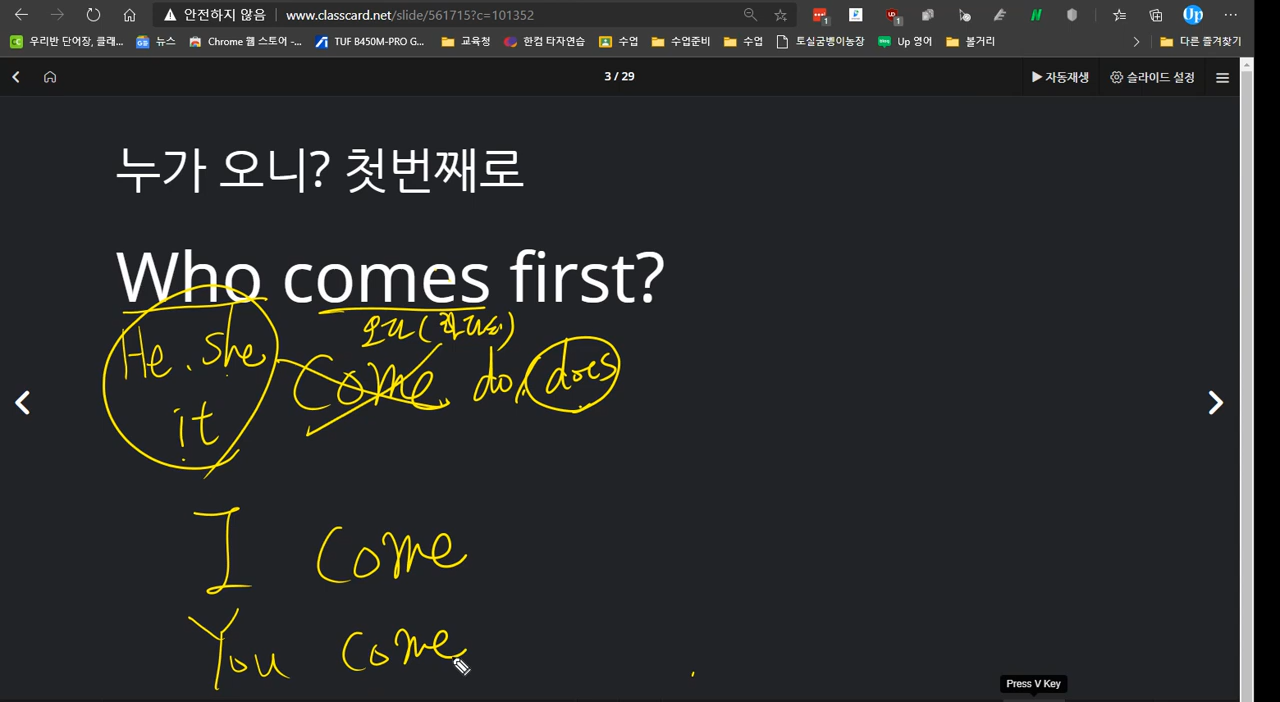 안전하지 않음 | www.classcard.net/slide/561715?c=101352
우리반 단어장, 클래... 뉴스 Chrome 웹 스토어 -... TUF B450M-PRO G... 교육청 한컴 타자연습 수업 수업준비 수업 토실굼벵이농장 Up 영어 볼거리 다른 즐겨찾기
3 / 29 자동재생 슬라이드 설정
누가 오니? 첫번째로
Who comes first?
오다
He, she Come do, does
it
I Come
You Come
Press V Key